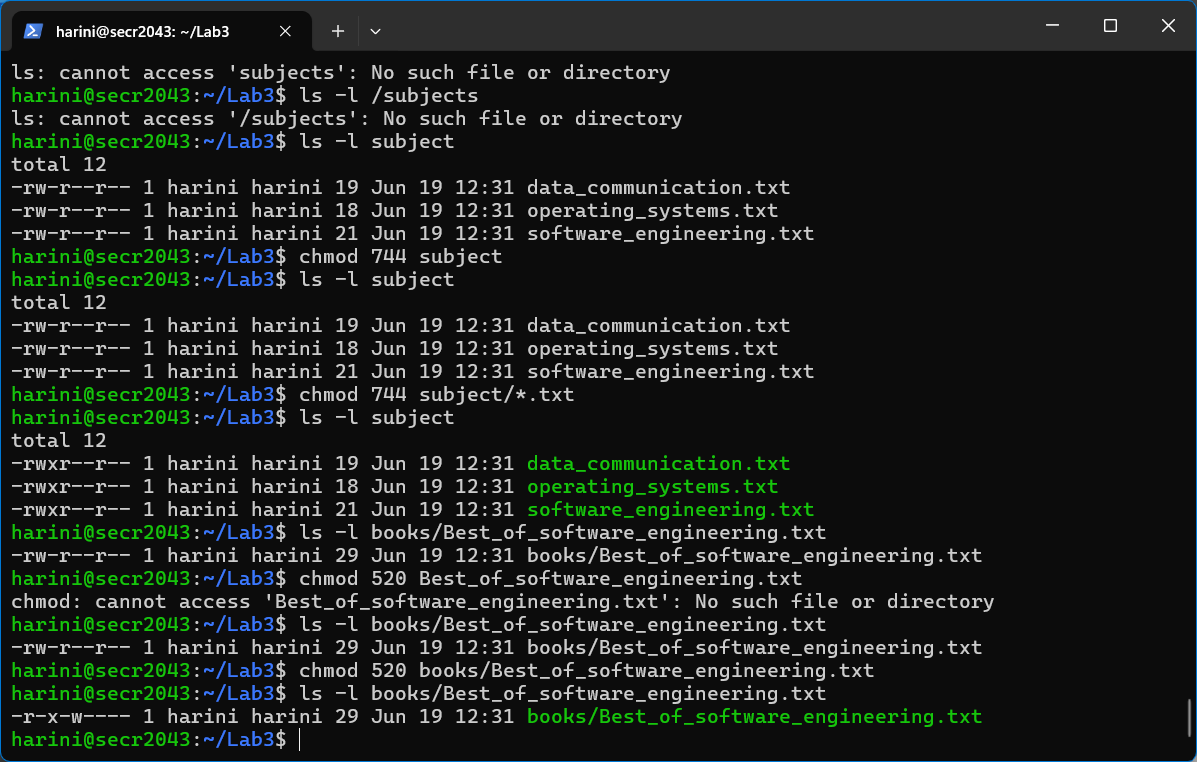 harini@secr2043: ~/Lab3
ls: cannot access 'subjects': No such file or directory
harini@secr2043:~/Lab3$ ls -l /subjects
ls: cannot access '/subjects': No such file or directory
harini@secr2043:~/Lab3$ ls -l subject
total 12
-rw-r--r-- 1 harini harini 19 Jun 19 12:31 data_communication.txt
-rw-r--r-- 1 harini harini 18 Jun 19 12:31 operating_systems.txt
-rw-r--r-- 1 harini harini 21 Jun 19 12:31 software_engineering.txt
harini@secr2043:~/Lab3$ chmod 744 subject
harini@secr2043:~/Lab3$ ls -l subject
total 12
-rw-r--r-- 1 harini harini 19 Jun 19 12:31 data_communication.txt
-rw-r--r-- 1 harini harini 18 Jun 19 12:31 operating_systems.txt
-rw-r--r-- 1 harini harini 21 Jun 19 12:31 software_engineering.txt
harini@secr2043:~/Lab3$ chmod 744 subject/*.txt
harini@secr2043:~/Lab3$ ls -l subject
total 12
-rwxr--r-- 1 harini harini 19 Jun 19 12:31 data_communication.txt
-rwxr--r-- 1 harini harini 18 Jun 19 12:31 operating_systems.txt
-rwxr--r-- 1 harini harini 21 Jun 19 12:31 software_engineering.txt
harini@secr2043:~/Lab3$ ls -l books/Best_of_software_engineering.txt
-rw-r--r-- 1 harini harini 29 Jun 19 12:31 books/Best_of_software_engineering.txt
harini@secr2043:~/Lab3$ chmod 520 Best_of_software_engineering.txt
chmod: cannot access 'Best_of_software_engineering.txt': No such file or directory
harini@secr2043:~/Lab3$ ls -l books/Best_of_software_engineering.txt
-rw-r--r-- 1 harini harini 29 Jun 19 12:31 books/Best_of_software_engineering.txt
harini@secr2043:~/Lab3$ chmod 520 books/Best_of_software_engineering.txt
harini@secr2043:~/Lab3$ ls -l books/Best_of_software_engineering.txt
-r-x-w---- 1 harini harini 29 Jun 19 12:31 books/Best_of_software_engineering.txt
harini@secr2043:~/Lab3$